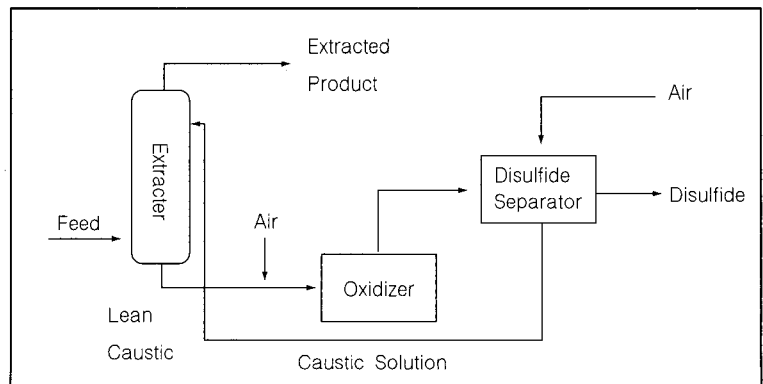 Extracted
Product
Air
Extracter
Disulfide
Separator
Disulfide
Feed
Air
Oxidizer
Lean
Caustic
Caustic Solution